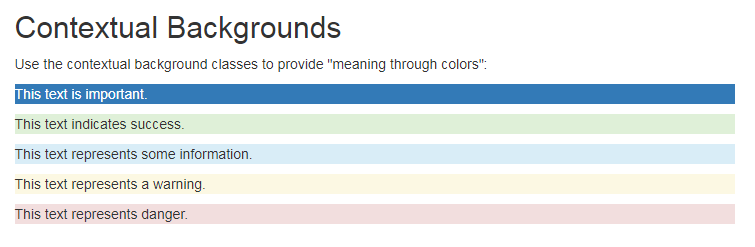 Contextual Backgrounds
Use the contextual background classes to provide "meaning through colors":
This text is important.
This text indicates success.
This text represents some information.
This text represents a warning.
This text represents danger.